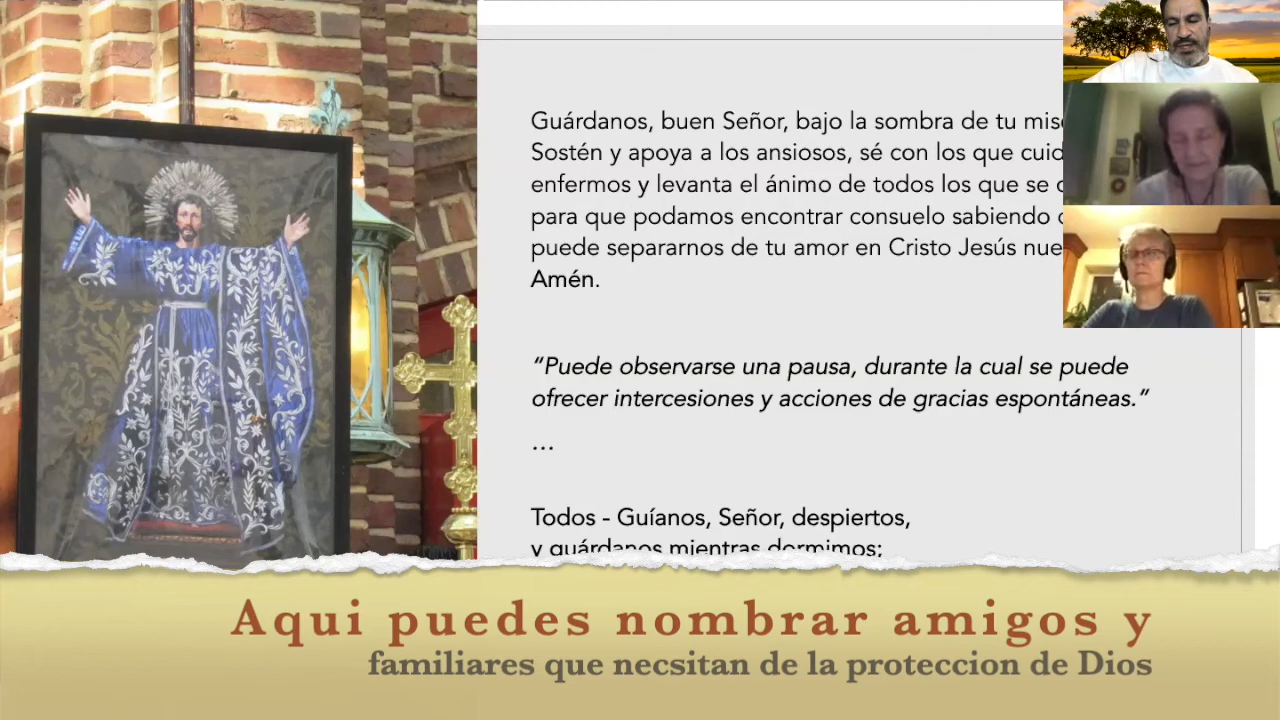 Guárdanos, buen Señor, bajo la sombra de tu
Sostén y apoya a los ansiosos, sé con los que
enfermos y levanta el ánimo de todos los que se
para que podamos encontrar consuelo sabiendo
puede separarnos de tu amor en Cristo Jesús
Amén.
“Puede observarse una pausa, durante la cual se puede
ofrecer intercesiones y acciones de gracias espontáneas.”
...
Todos - Guíanos, Señor, despiertos,
y guárdanos mientras dormimos;
Aqui puedes nombrar amigos y
familiares que necsitan de la proteccion de Dios